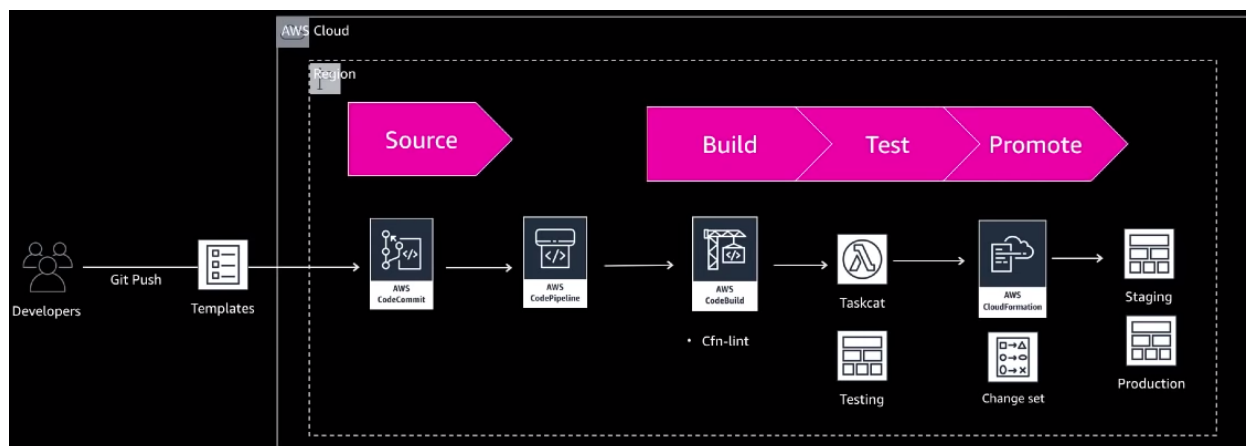 AWS Cloud
Region
Source
Build
Test
Promote
Developers
Git Push
Templates
AWS
CodeCommit
AWS
CodePipeline
AWS
CodeBuild
• Cfn-lint
Taskcat
Testing
AWS
CloudFormation
Change set
Staging
Production